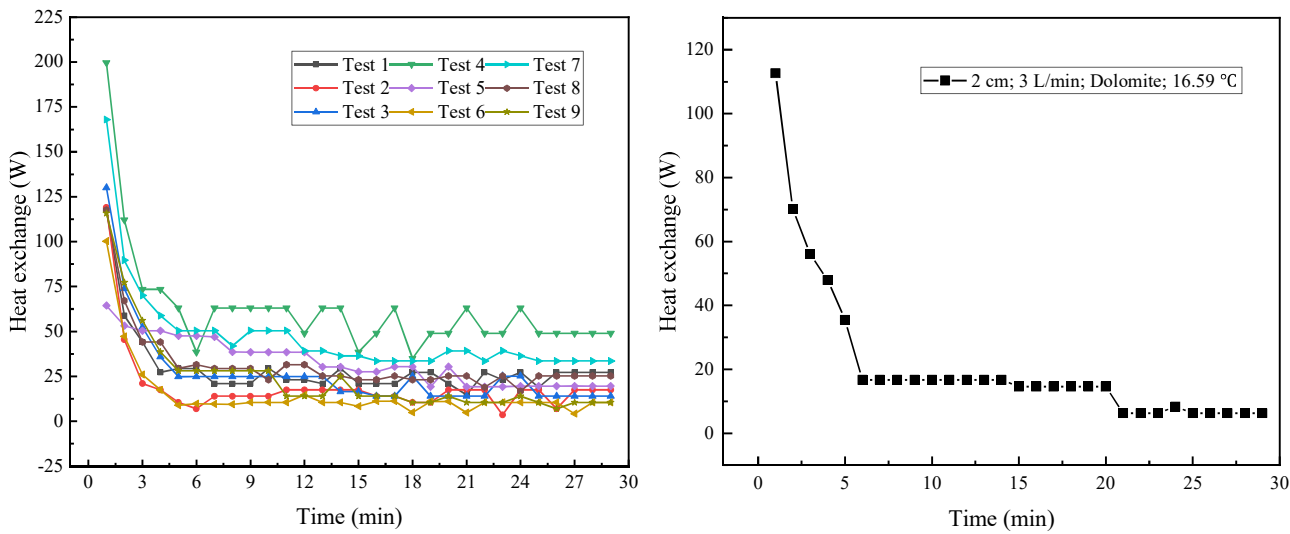 225
200
175
150
125
100
75
50
25
0
-25
Heat exchange (W)
Test 1 Test 4 Test 7
Test 2 Test 5 Test 8
Test 3 Test 6 Test 9
0 3 6 9 12 15 18 21 24 27 30
Time (min)
120
100
80
60
40
20
0
Heat exchange (W)
2 cm; 3 L/min; Dolomite; 16.59 ℃
0 5 10 15 20 25 30
Time (min)